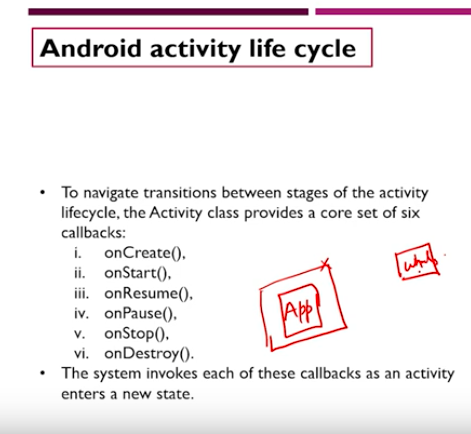 Android activity life cycle
• To navigate transitions between stages of the activity
lifecycle, the Activity class provides a core set of six
callbacks:
i. onCreate(),
ii. onStart(),
iii. onResume(),
iv. onPause(),
v. onStop(),
vi. onDestroy().
• The system invokes each of these callbacks as an activity
enters a new state.
App